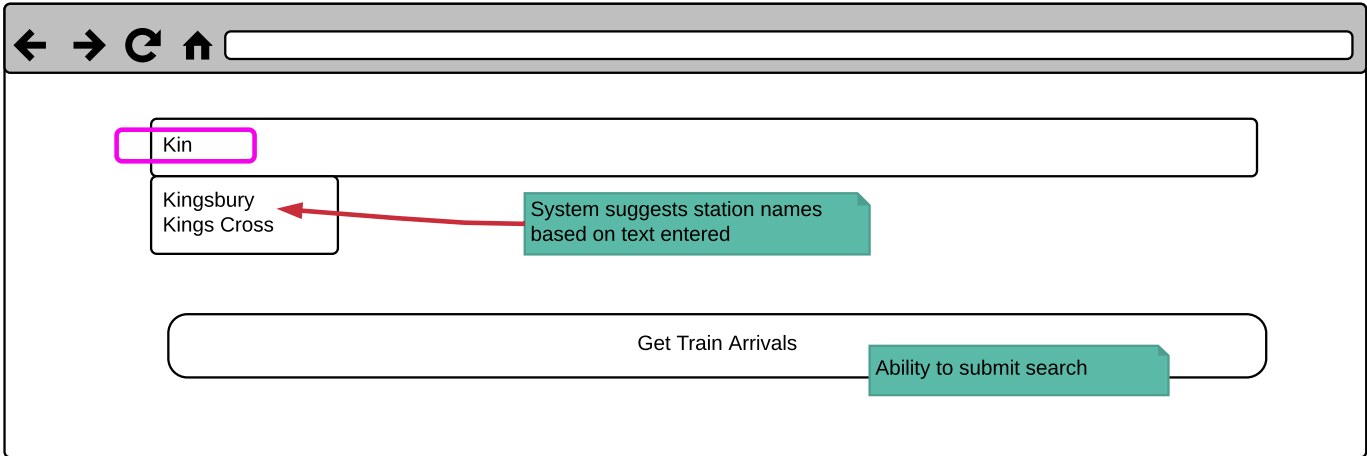 Kin
Kingsbury
Kings Cross
System suggests station names
based on text entered
Get Train Arrivals
Ability to submit search